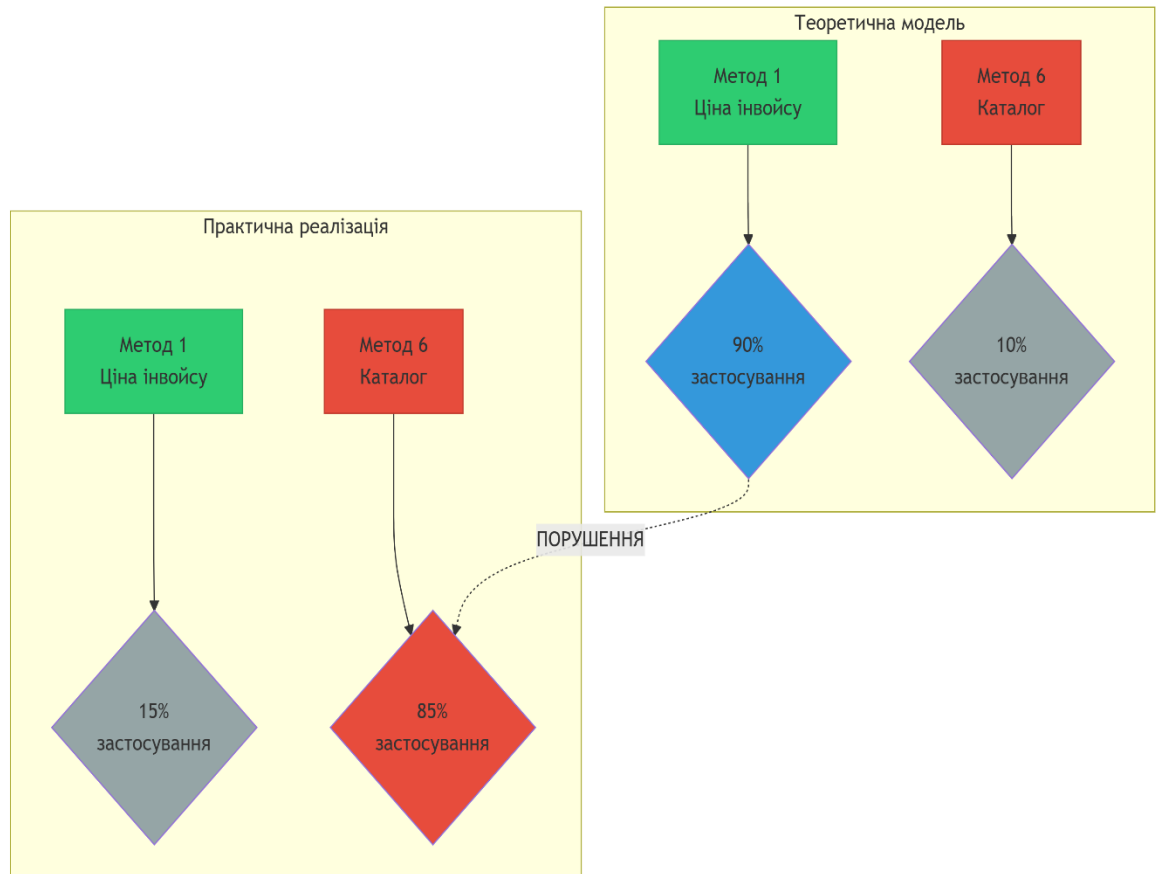 Теоретична модель
Метод 1
Ціна інвойсу
Метод 6
Каталог
90%
застосування
10%
застосування
Практична реалізація
Метод 1
Ціна інвойсу
Метод 6
Каталог
ПОРУШЕННЯ
15%
застосування
85%
застосування